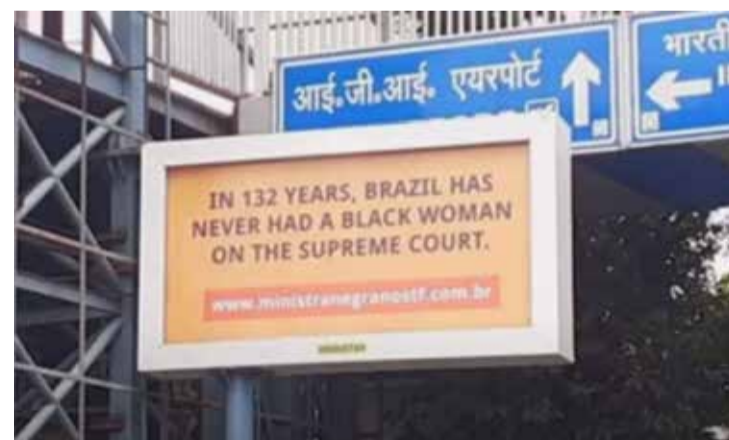 आई.जी.आई. एयरपोर्ट
भारती
IN 132 YEARS, BRAZIL HAS
NEVER HAD A BLACK WOMAN
ON THE SUPREME COURT.
www.ministranegranostf.com.br